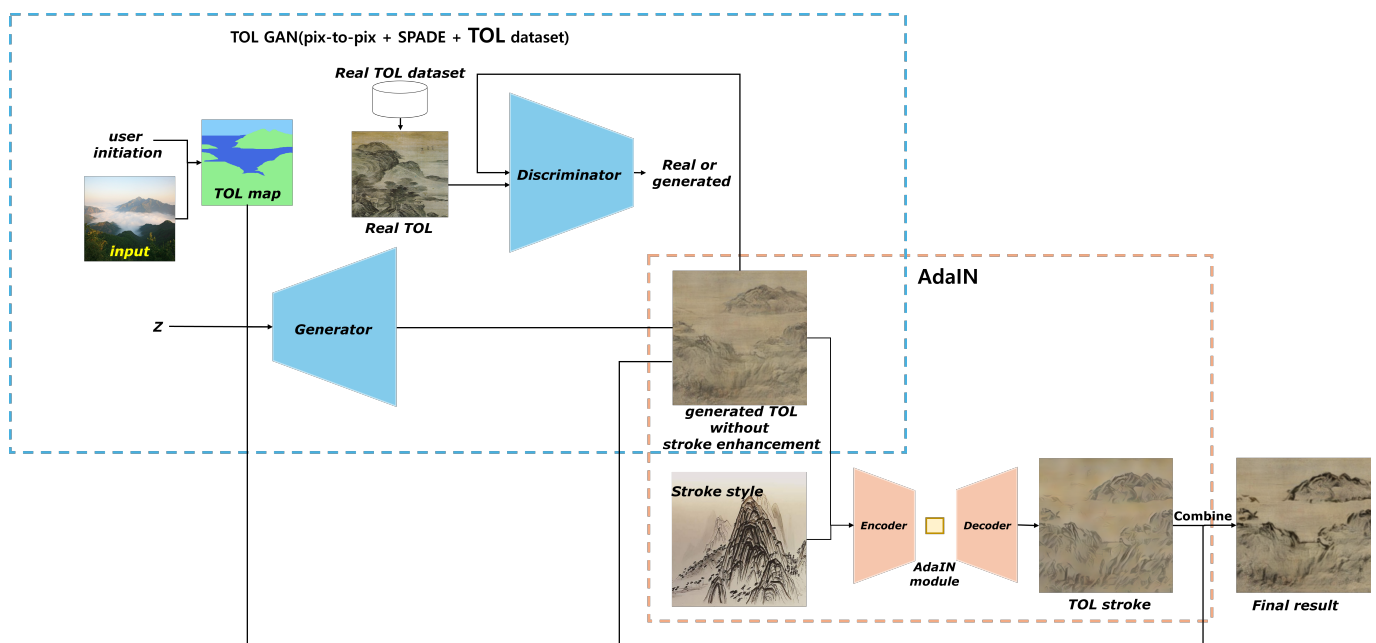 TOL GAN(pix-to-pix + SPADE + TOL dataset)
Real TOL dataset
user
initiation
TOL map
input
Real TOL
Discriminator
Real or
generated
Z
Generator
AdaIN
generated TOL
without
stroke enhancement
Stroke style
Encoder
Decoder
AdaIN
module
TOL stroke
Combine
Final result